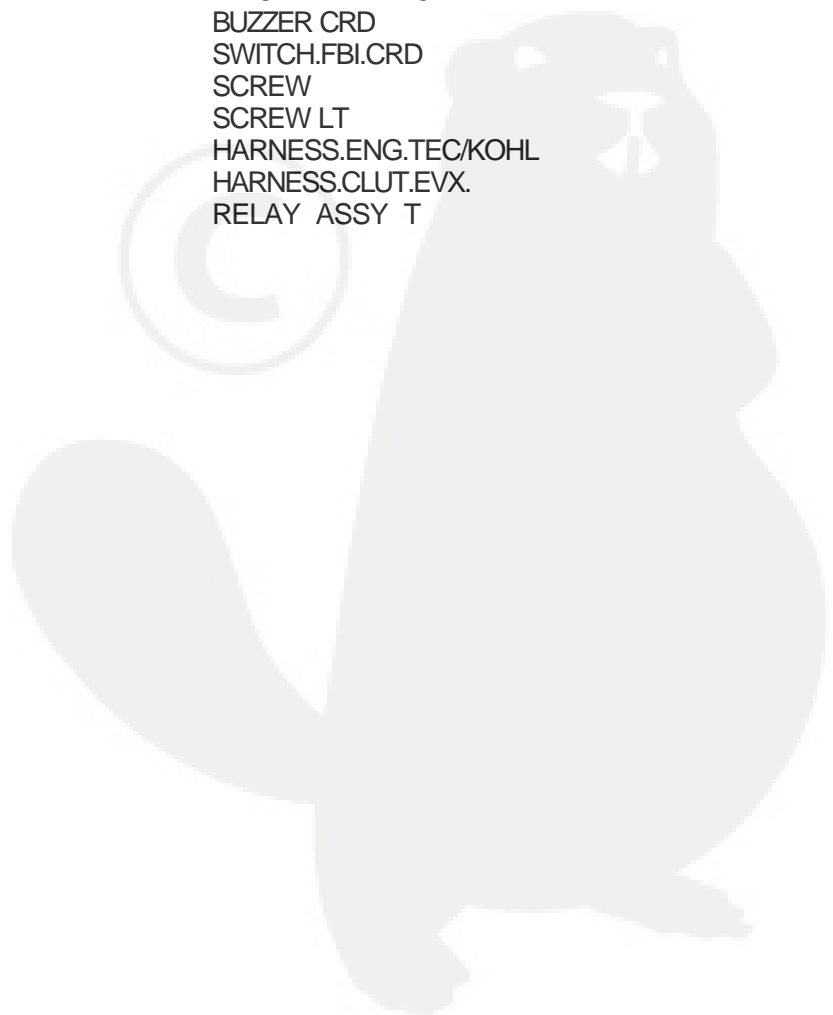 BUZZER CRD
SWITCH.FBI.CRD
SCREW
SCREW LT
HARNESS.ENG.TEC/KOHL
HARNESS.CLUT.EVX.
RELAY ASSY T
©